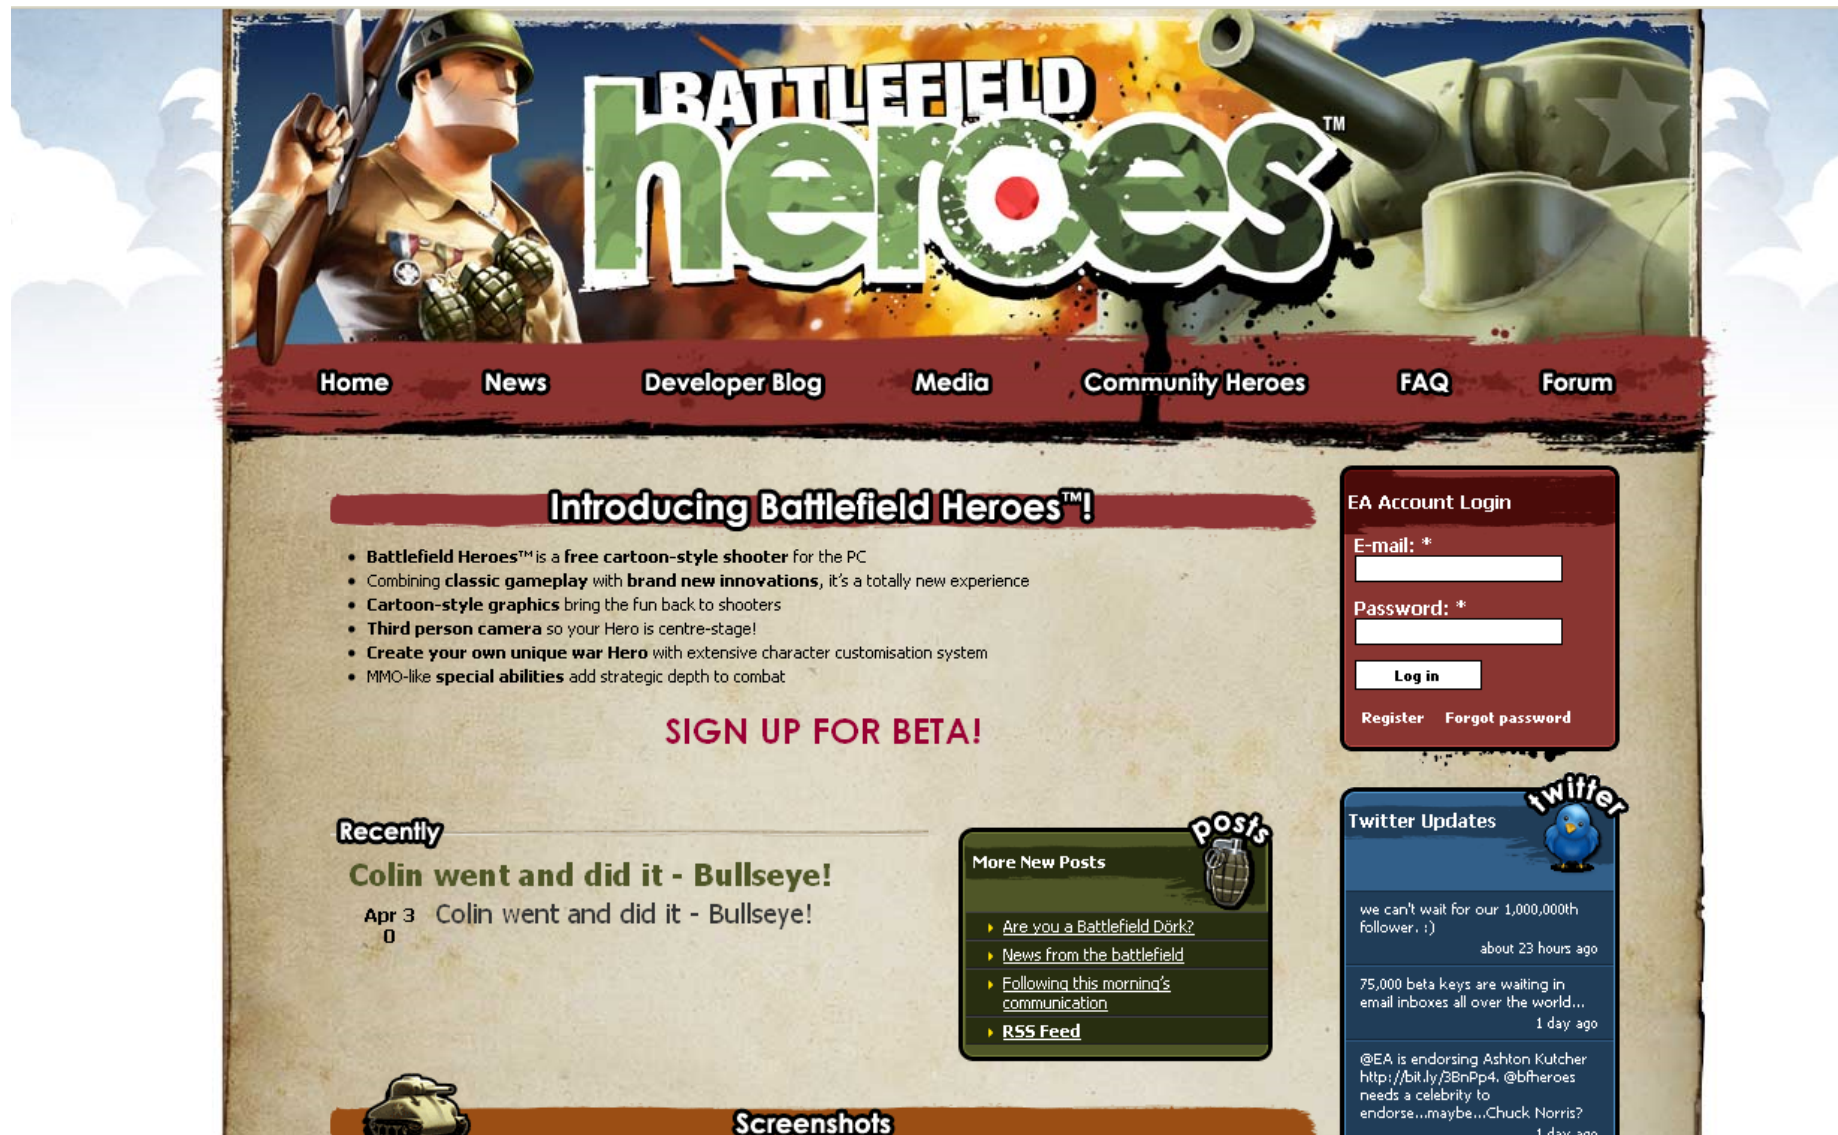 BATTLEFIELD
heroes™
Home News Developer Blog Media Community Heroes FAQ Forum
Introducing Battlefield Heroes™!
• Battlefield Heroes™ is a free cartoon-style shooter for the PC
• Combining classic gameplay with brand new innovations, it's a totally new experience
• Cartoon-style graphics bring the fun back to shooters
• Third person camera so your Hero is centre-stage!
• Create your own unique war Hero with extensive character customisation system
• MMO-like special abilities add strategic depth to combat
SIGN UP FOR BETA!
Recently
Colin went and did it - Bullseye!
Apr 3
0
Colin went and did it - Bullseye!
posts
More New Posts
Are you a Battlefield Dörk?
News from the battlefield
Following this morning's
communication
RSS Feed
Screenshots
EA Account Login
E-mail: *
Password: *
Log in
Register Forgot password
twitter
Twitter Updates
we can't wait for our 1,000,000th
follower. :)
about 23 hours ago
75,000 beta keys are waiting in
email inboxes all over the world...
1 day ago
@EA is endorsing Ashton Kutcher
http://bit.ly/3BnPp4. @bfheroes
needs a celebrity to
endorse...maybe...Chuck Norris?
1 day ago